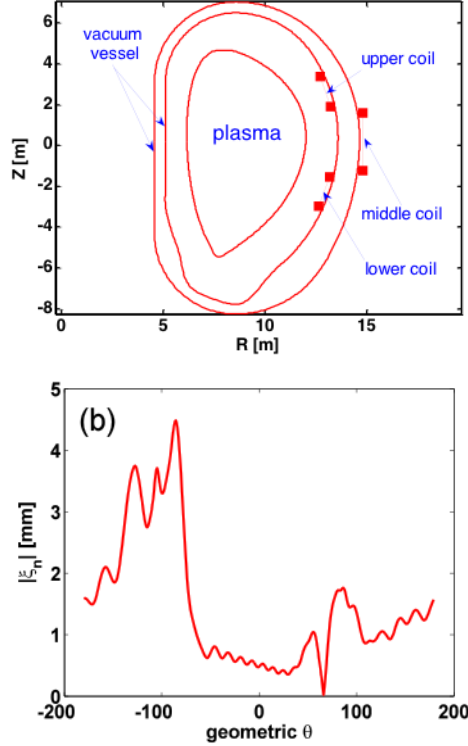 6
4
2
0
-2
-4
-6
-8
Z [m]
vacuum
vessel
plasma
upper coil
middle coil
lower coil
0
5
10
15
R [m]
(b)
5
4
3
2
1
0
|ξn| [mm]
-200
-100
0
100
200
geometric θ